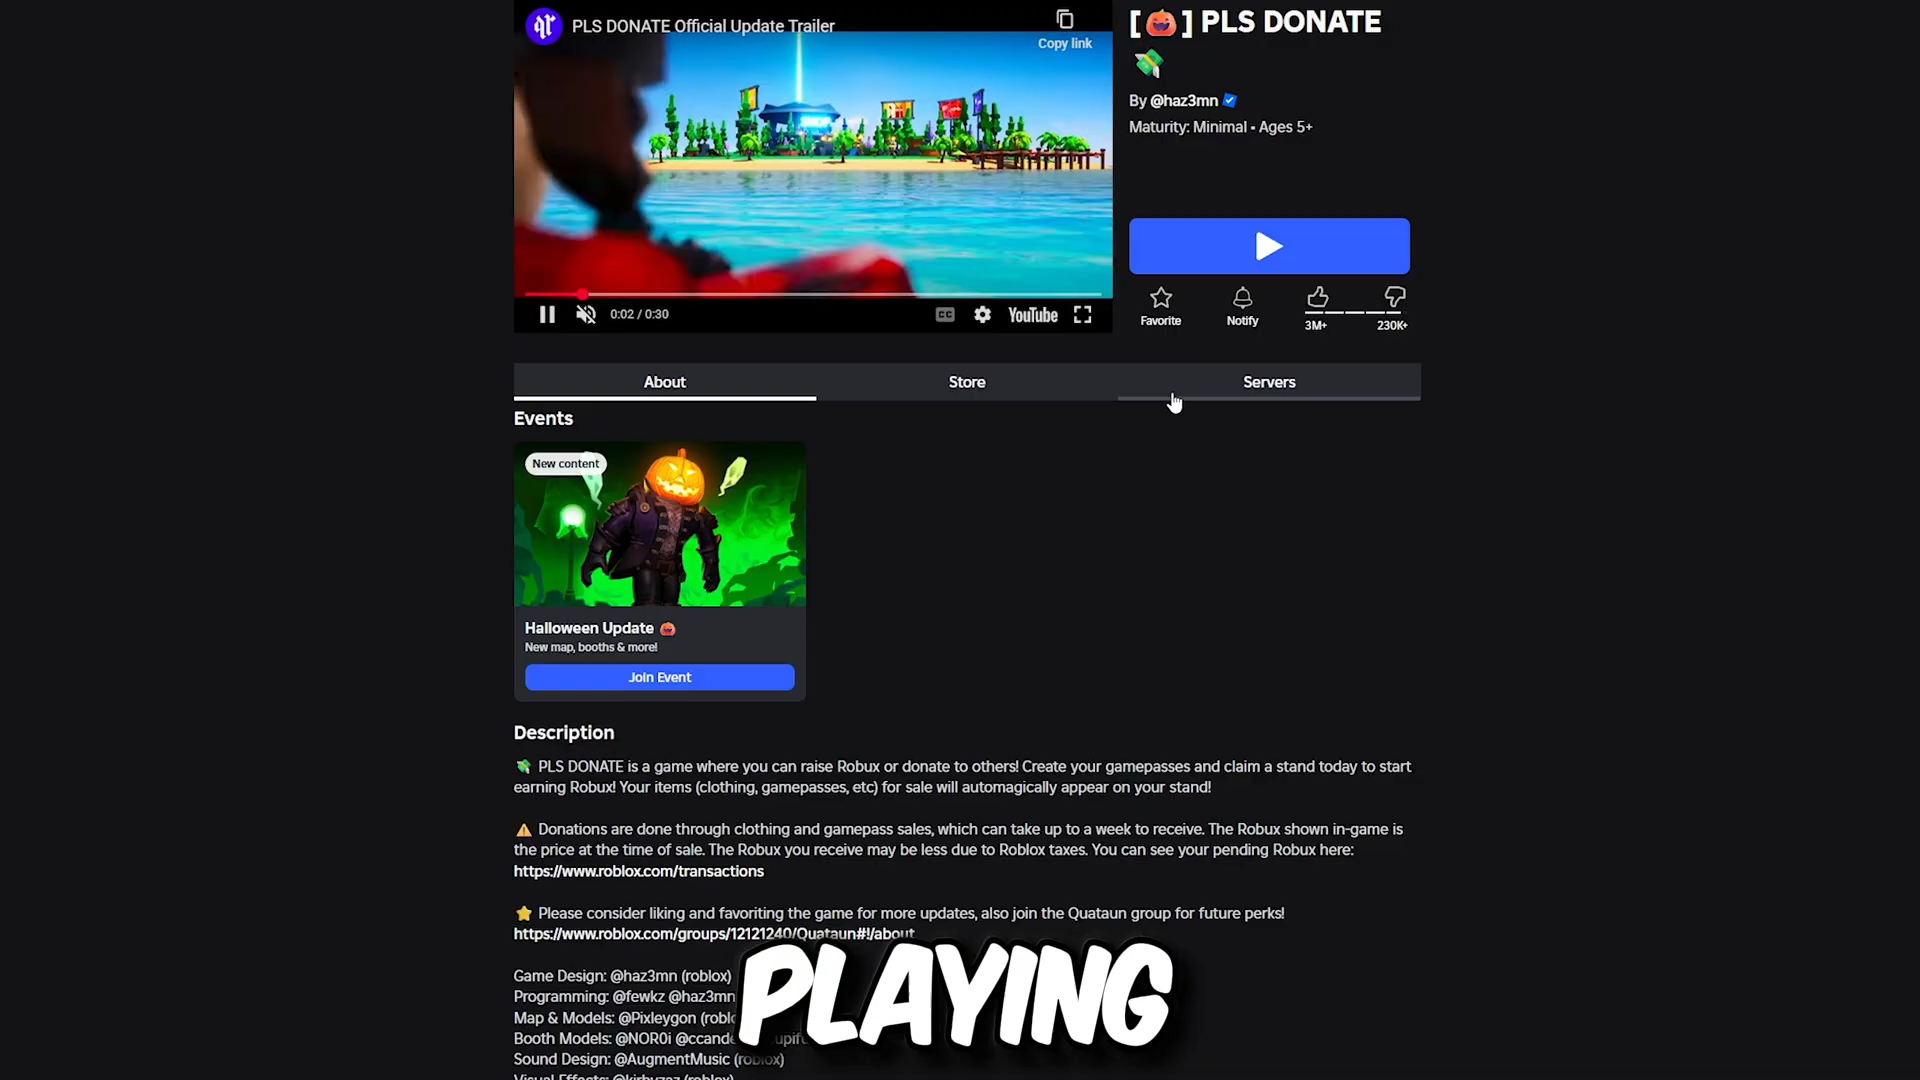 PLS DONATE Official Update Trailer
Copy link
[🎃] PLS DONATE
💸
By @haz3mn
Maturity: Minimal • Ages 5+
0:02 / 0:30
CC
YouTube
Favorite
Notify
3M+
230K+
About
Store
Servers
Events
New content
Halloween Update 🎃
New map, booths & more!
Join Event
Description
💸 PLS DONATE is a game where you can raise Robux or donate to others! Create your gamepasses and claim a stand today to start
earning Robux! Your items (clothing, gamepasses, etc) for sale will automagically appear on your stand!
⚠️ Donations are done through clothing and gamepass sales, which can take up to a week to receive. The Robux shown in-game is
the price at the time of sale. The Robux you receive may be less due to Roblox taxes. You can see your pending Robux here:
https://www.roblox.com/transactions
⭐ Please consider liking and favoriting the game for more updates, also join the Quataun group for future perks!
https://www.roblox.com/groups/12121240/Quataun#!/about
Game Design: @haz3mn (roblox)
Programming: @fewkz @haz3mn
Map & Models: @Pixleygon
Booth Models: @NOR0i
Sound Design: @AugmentMusic (roblox)
PLAYING